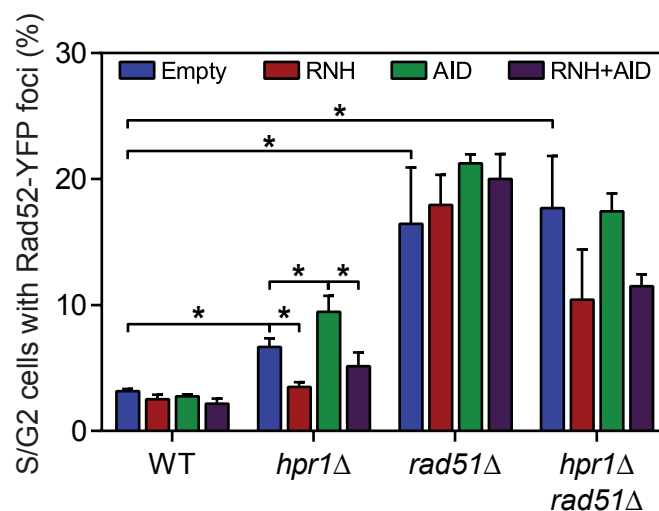 S/G2 cells with Rad52-YFP foci (%)
30
20
10
0
Empty RNH AID RNH+AID
*
*
* *
* *
WT hpr1Δ rad51Δ hpr1Δ
rad51Δ